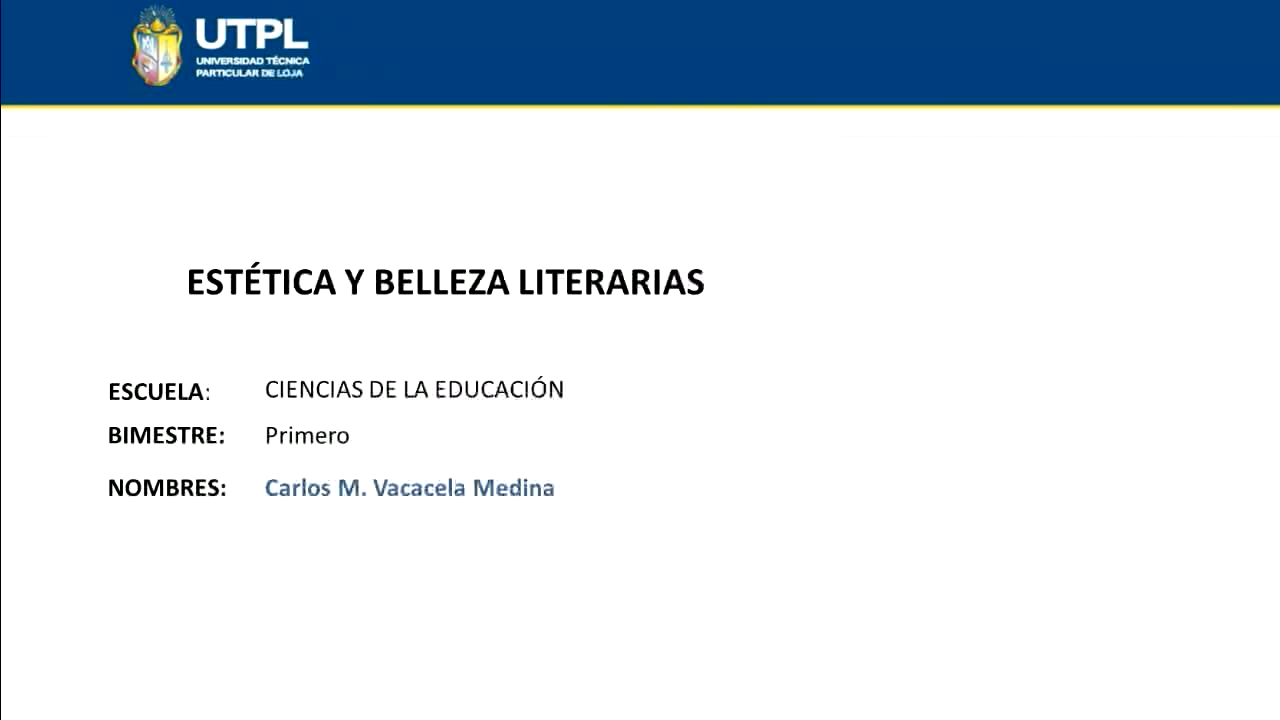 UTPL
UNIVERSIDAD TÉCNICA
PARTICULAR DE LOJA
ESTÉTICA Y BELLEZA LITERARIAS
ESCUELA: CIENCIAS DE LA EDUCACIÓN
BIMESTRE: Primero
NOMBRES: Carlos M. Vacacela Medina